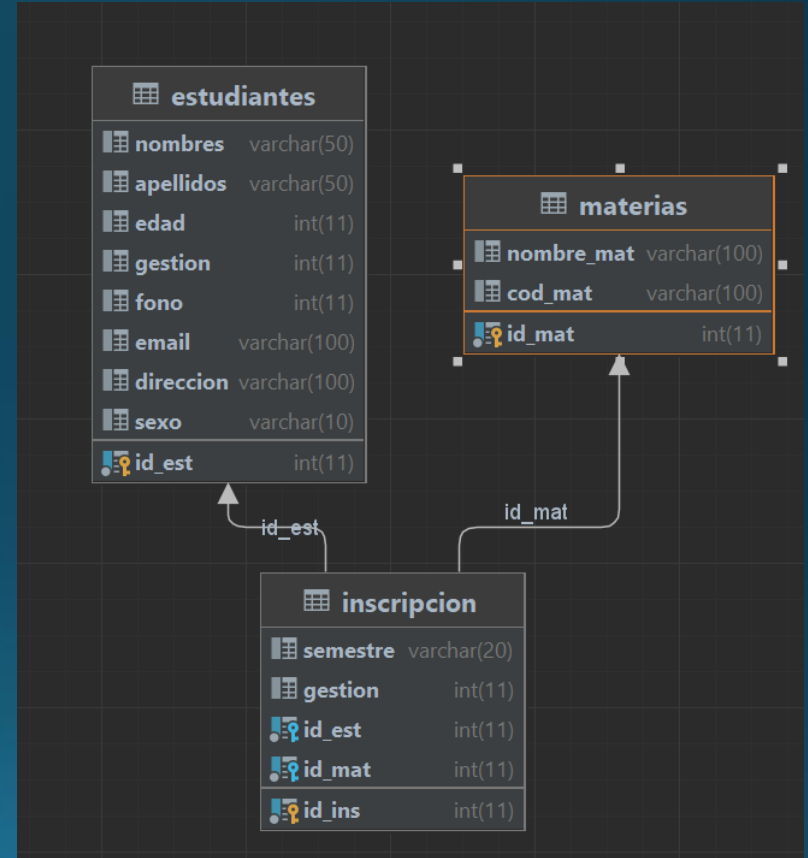 estudiantes
nombres varchar(50)
apellidos varchar(50)
edad int(11)
gestion int(11)
fono int(11)
email varchar(100)
direccion varchar(100)
sexo varchar(10)
id_est int(11)
materias
nombre_mat varchar(100)
cod_mat varchar(100)
id_mat int(11)
id_est
id_mat
inscripcion
semestre varchar(20)
gestion int(11)
id_est int(11)
id_mat int(11)
id_ins int(11)